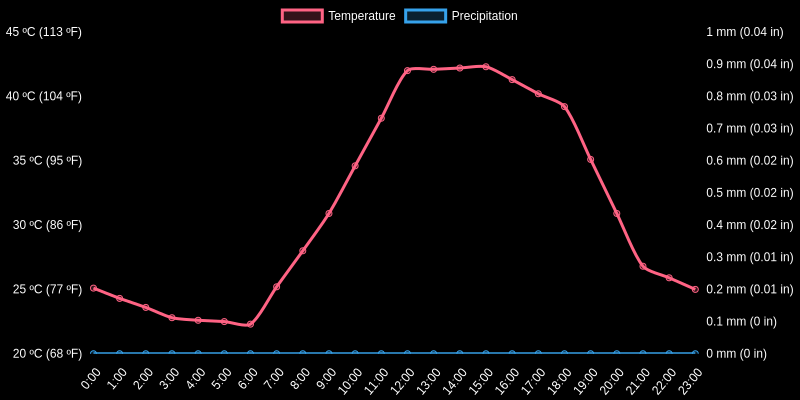 Temperature Precipitation
45 ºC (113 ºF) 1 mm (0.04 in)
0.9 mm (0.04 in)
40 ºC (104 ºF) 0.8 mm (0.03 in)
0.7 mm (0.03 in)
35 ºC (95 ºF) 0.6 mm (0.02 in)
0.5 mm (0.02 in)
30 ºC (86 ºF) 0.4 mm (0.02 in)
0.3 mm (0.01 in)
25 ºC (77 ºF) 0.2 mm (0.01 in)
0.1 mm (0 in)
20 ºC (68 ºF) 0 mm (0 in)
0:00 1:00 2:00 3:00 4:00 5:00 6:00 7:00 8:00 9:00 10:00 11:00 12:00 13:00 14:00 15:00 16:00 17:00 18:00 19:00 20:00 21:00 22:00 23:00